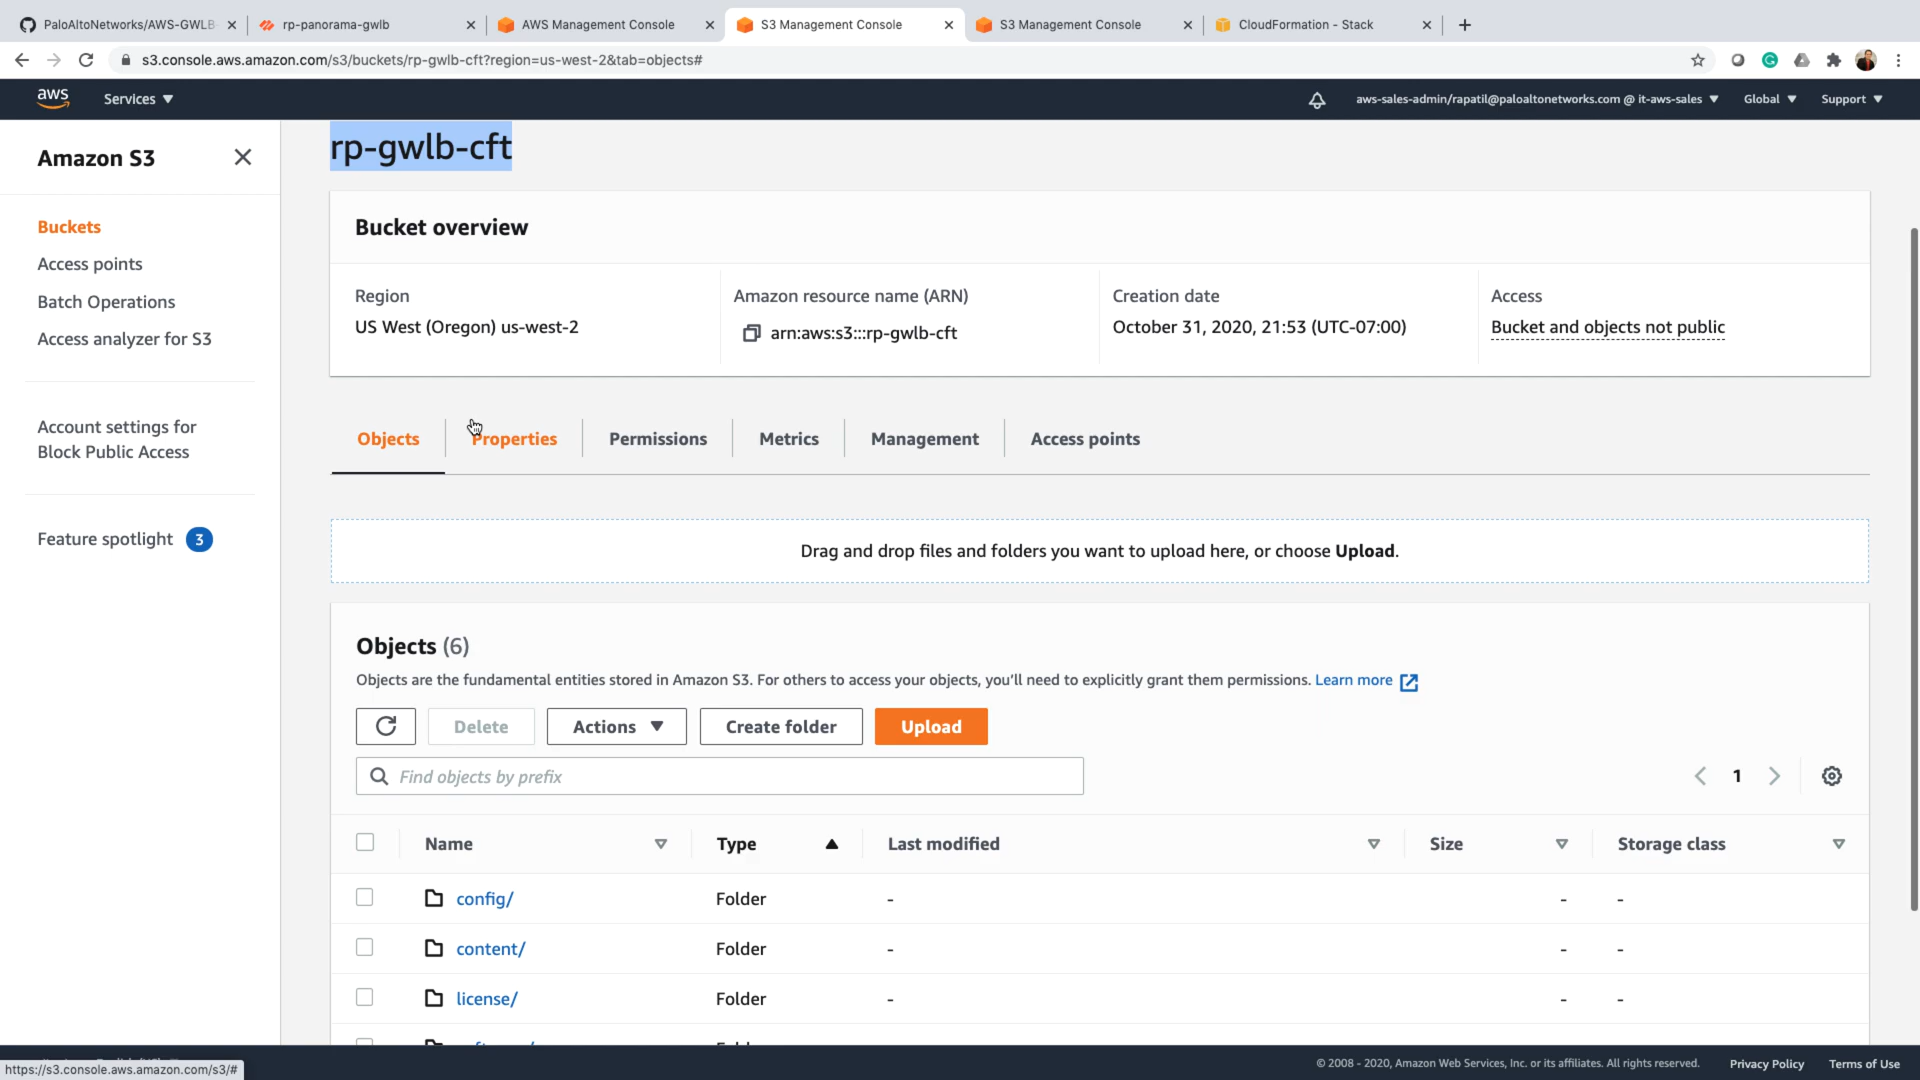 PaloAltoNetworks/AWS-GWLB-
rp-panorama-gwlb
AWS Management Console
S3 Management Console
S3 Management Console
CloudFormation - Stack
s3.console.aws.amazon.com/s3/buckets/rp-gwlb-cft?region=us-west-2&tab=objects#
aws
Services
aws-sales-admin/rapatil@paloaltonetworks.com @ it-aws-sales
Global
Support
Amazon S3
Buckets
Access points
Batch Operations
Access analyzer for S3
Account settings for
Block Public Access
Feature spotlight 3
rp-gwlb-cft
Bucket overview
Region
US West (Oregon) us-west-2
Amazon resource name (ARN)
arn:aws:s3:::rp-gwlb-cft
Creation date
October 31, 2020, 21:53 (UTC-07:00)
Access
Bucket and objects not public
Objects
Properties
Permissions
Metrics
Management
Access points
Drag and drop files and folders you want to upload here, or choose Upload.
Objects (6)
Objects are the fundamental entities stored in Amazon S3. For others to access your objects, you'll need to explicitly grant them permissions. Learn more
Delete
Actions
Create folder
Upload
Find objects by prefix
1
Name
Type
Last modified
Size
Storage class
config/ Folder - - -
content/ Folder - - -
license/ Folder - - -
https://s3.console.aws.amazon.com/s3/#
© 2008 - 2020, Amazon Web Services, Inc. or its affiliates. All rights reserved.
Privacy Policy
Terms of Use